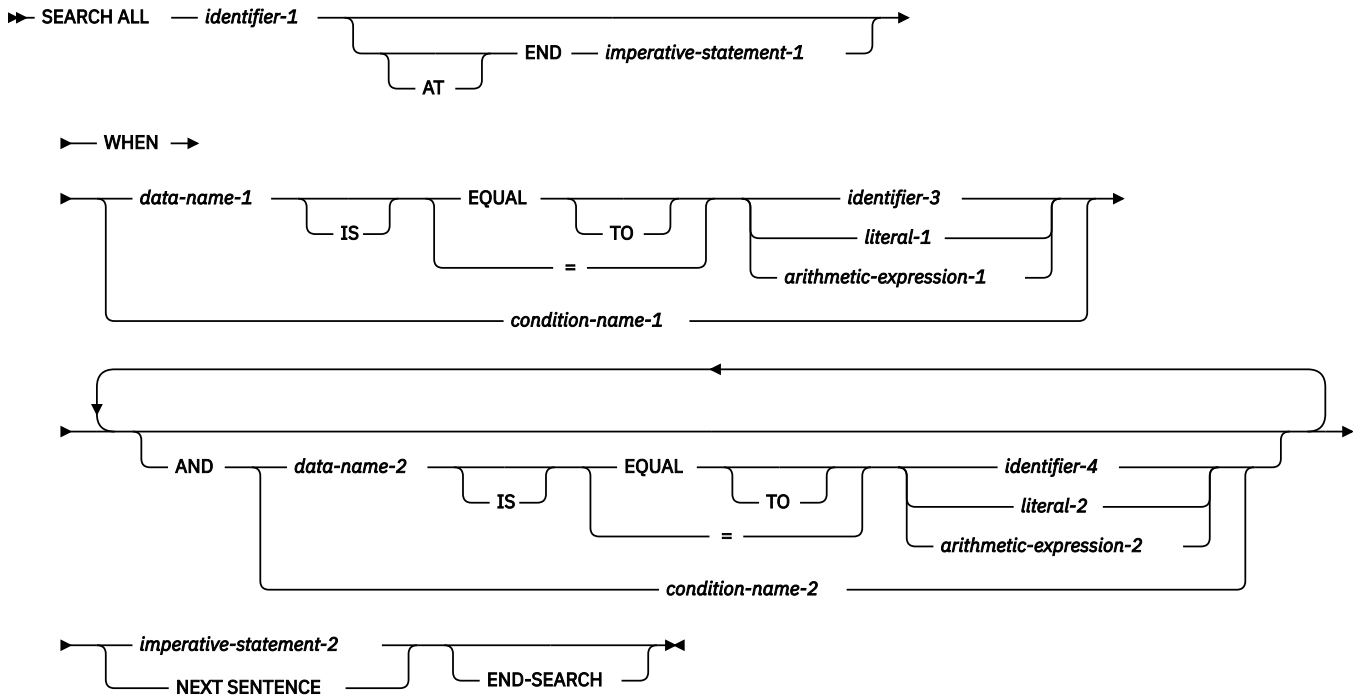 SEARCH ALL identifier-1
END imperative-statement-1
AT
WHEN
data-name-1 EQUAL identifier-3
IS TO literal-1
= arithmetic-expression-1
condition-name-1
AND data-name-2 EQUAL identifier-4
IS TO literal-2
= arithmetic-expression-2
condition-name-2
imperative-statement-2
NEXT SENTENCE END-SEARCH